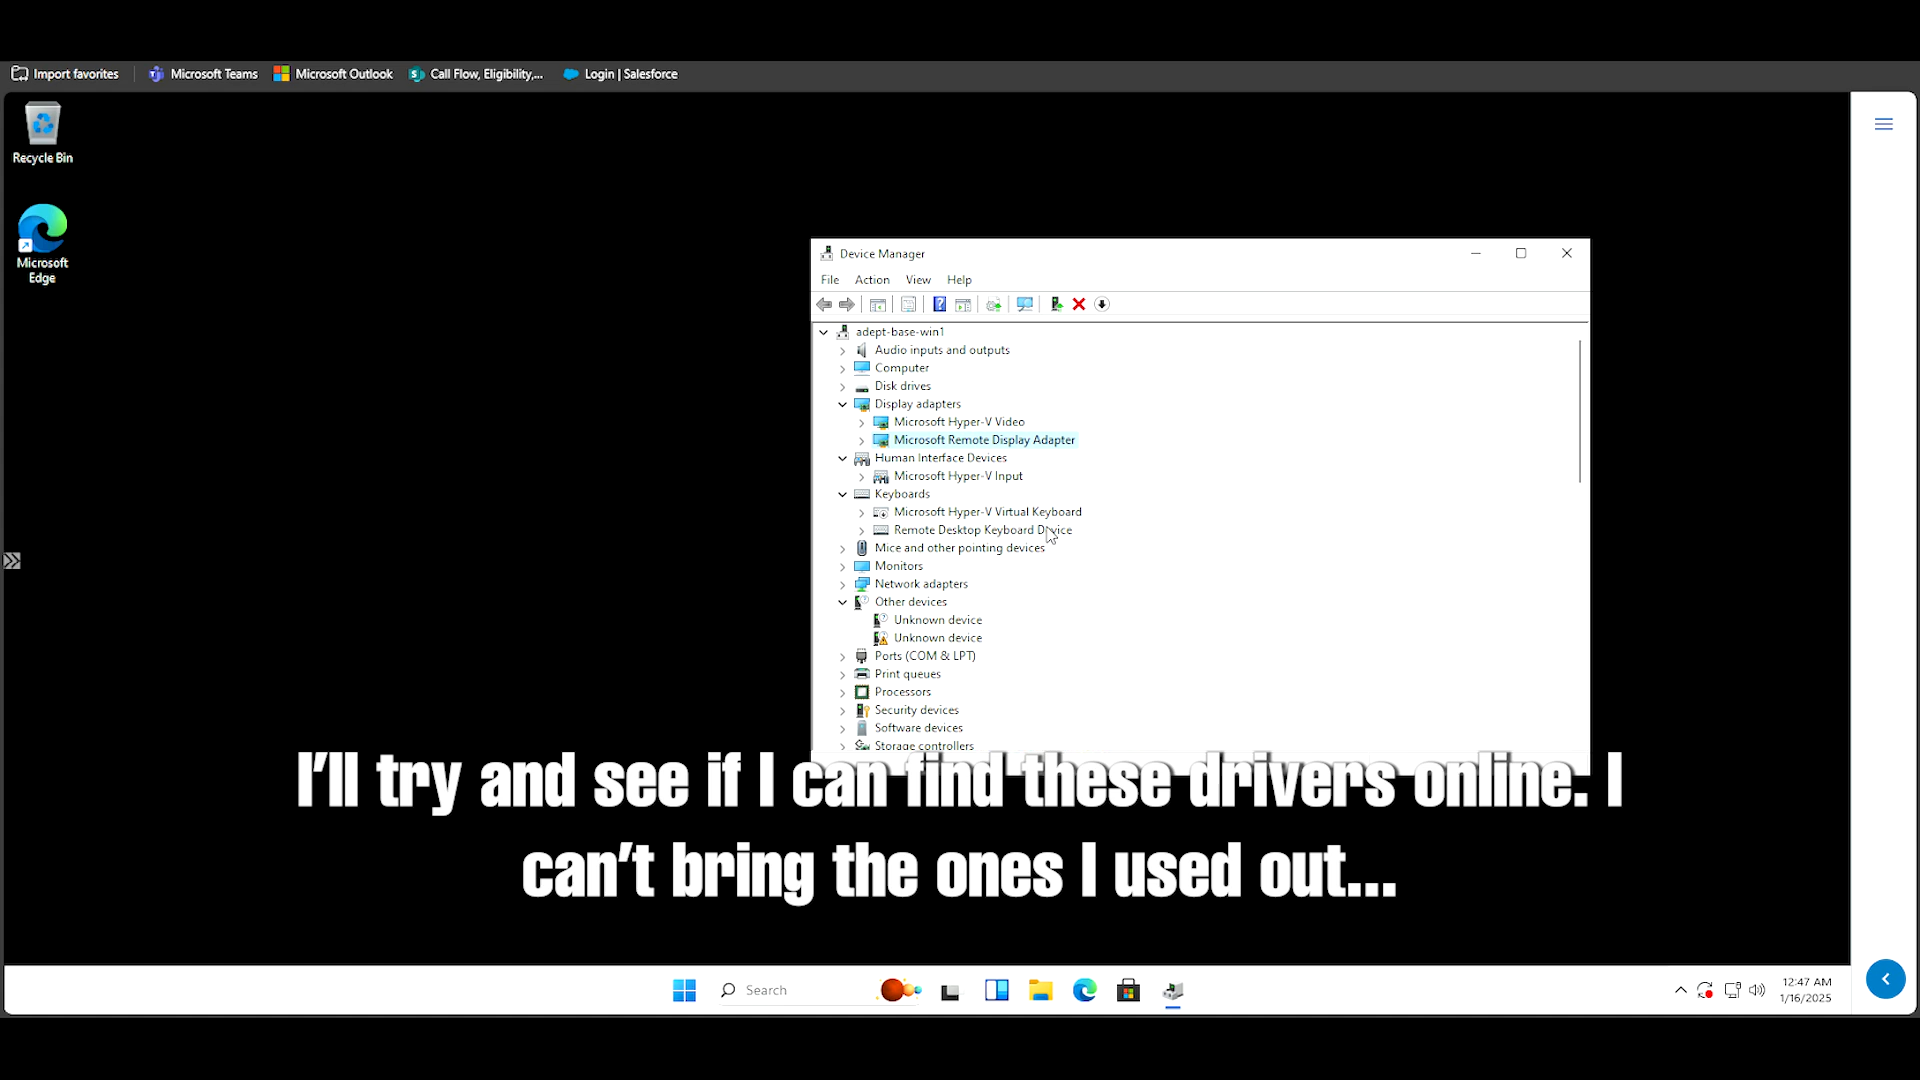 Import favorites
Microsoft Teams
Microsoft Outlook
Call Flow, Eligibility,...
Login | Salesforce
Recycle Bin
Microsoft
Edge
Device Manager
File Action View Help
adept-base-win1
Audio inputs and outputs
Computer
Disk drives
Display adapters
Microsoft Hyper-V Video
Microsoft Remote Display Adapter
Human Interface Devices
Microsoft Hyper-V Input
Keyboards
Microsoft Hyper-V Virtual Keyboard
Remote Desktop Keyboard Device
Mice and other pointing devices
Monitors
Network adapters
Other devices
Unknown device
Unknown device
Ports (COM & LPT)
Print queues
Processors
Security devices
Software devices
Storage controllers
I'll try and see if I can find these drivers online. I
can't bring the ones I used out...
Search
12:47 AM
1/16/2025